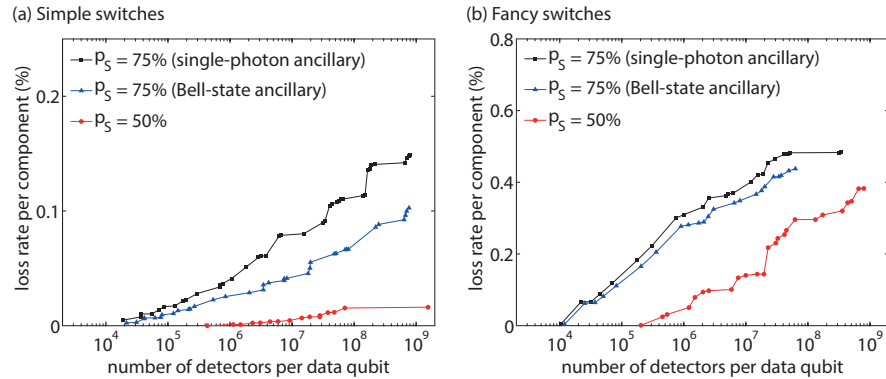 (a) Simple switches
loss rate per component (%)
0.2
0.1
0
p_S = 75% (single-photon ancillary)
p_S = 75% (Bell-state ancillary)
p_S = 50%
10^4 10^5 10^6 10^7 10^8 10^9
number of detectors per data qubit
(b) Fancy switches
loss rate per component (%)
0.8
0.6
0.4
0.2
0
p_S = 75% (single-photon ancillary)
p_S = 75% (Bell-state ancillary)
p_S = 50%
10^4 10^5 10^6 10^7 10^8 10^9
number of detectors per data qubit